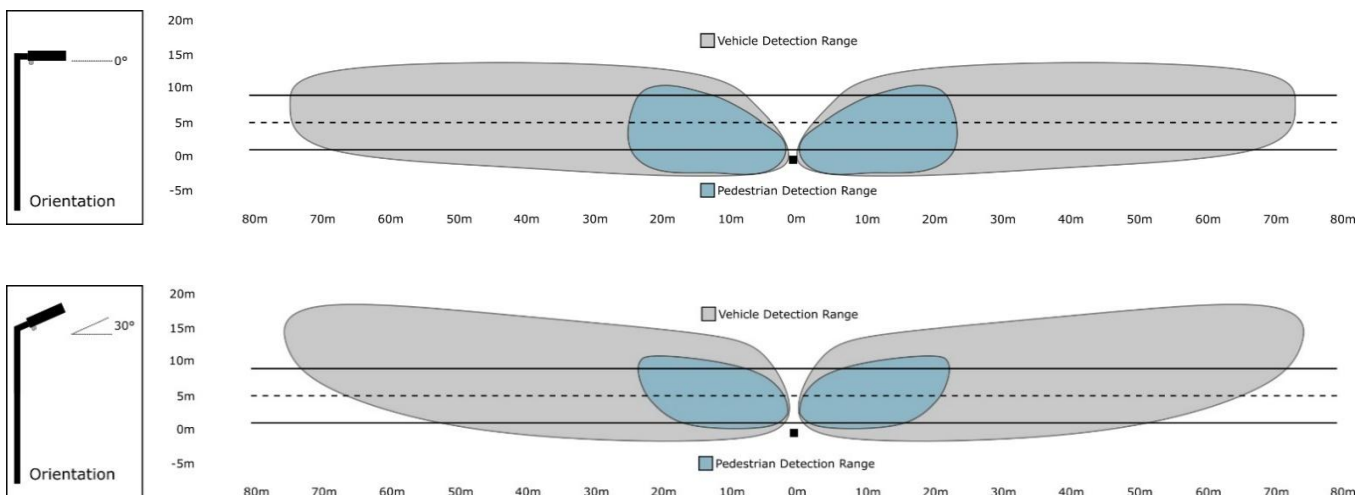 20m
Vehicle Detection Range
15m
0°
10m
5m
0m
-5m
Pedestrian Detection Range
Orientation
80m 70m 60m 50m 40m 30m 20m 10m 0m 10m 20m 30m 40m 50m 60m 70m 80m
20m
Vehicle Detection Range
15m
30°
10m
5m
0m
-5m
Pedestrian Detection Range
Orientation
80m 70m 60m 50m 40m 30m 20m 10m 0m 10m 20m 30m 40m 50m 60m 70m 80m